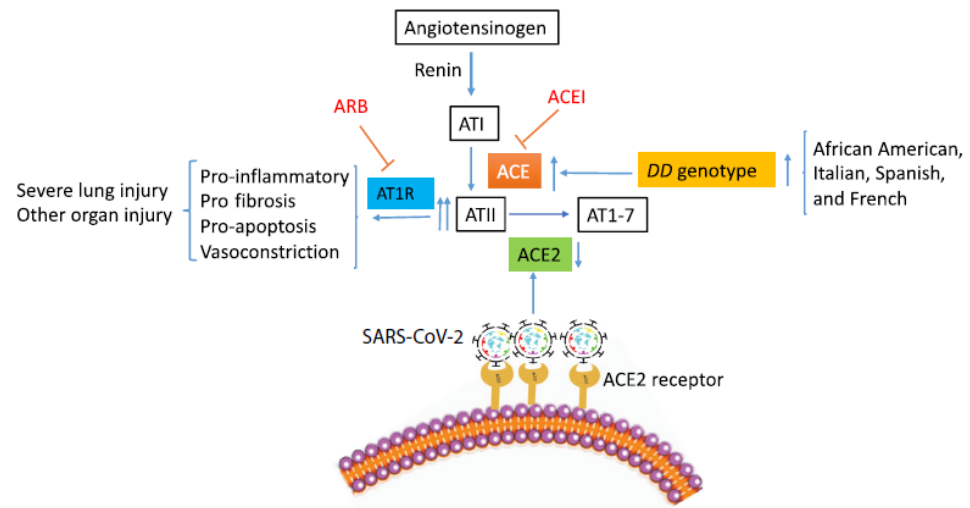 Angiotensinogen
Renin
ARB
ACEI
ATI
ACE
DD genotype
African American,
Italian, Spanish,
and French
Severe lung injury
Other organ injury
Pro-inflammatory
Pro fibrosis
Pro-apoptosis
Vasoconstriction
AT1R
ATII
AT1-7
ACE2
SARS-CoV-2
ACE2 receptor